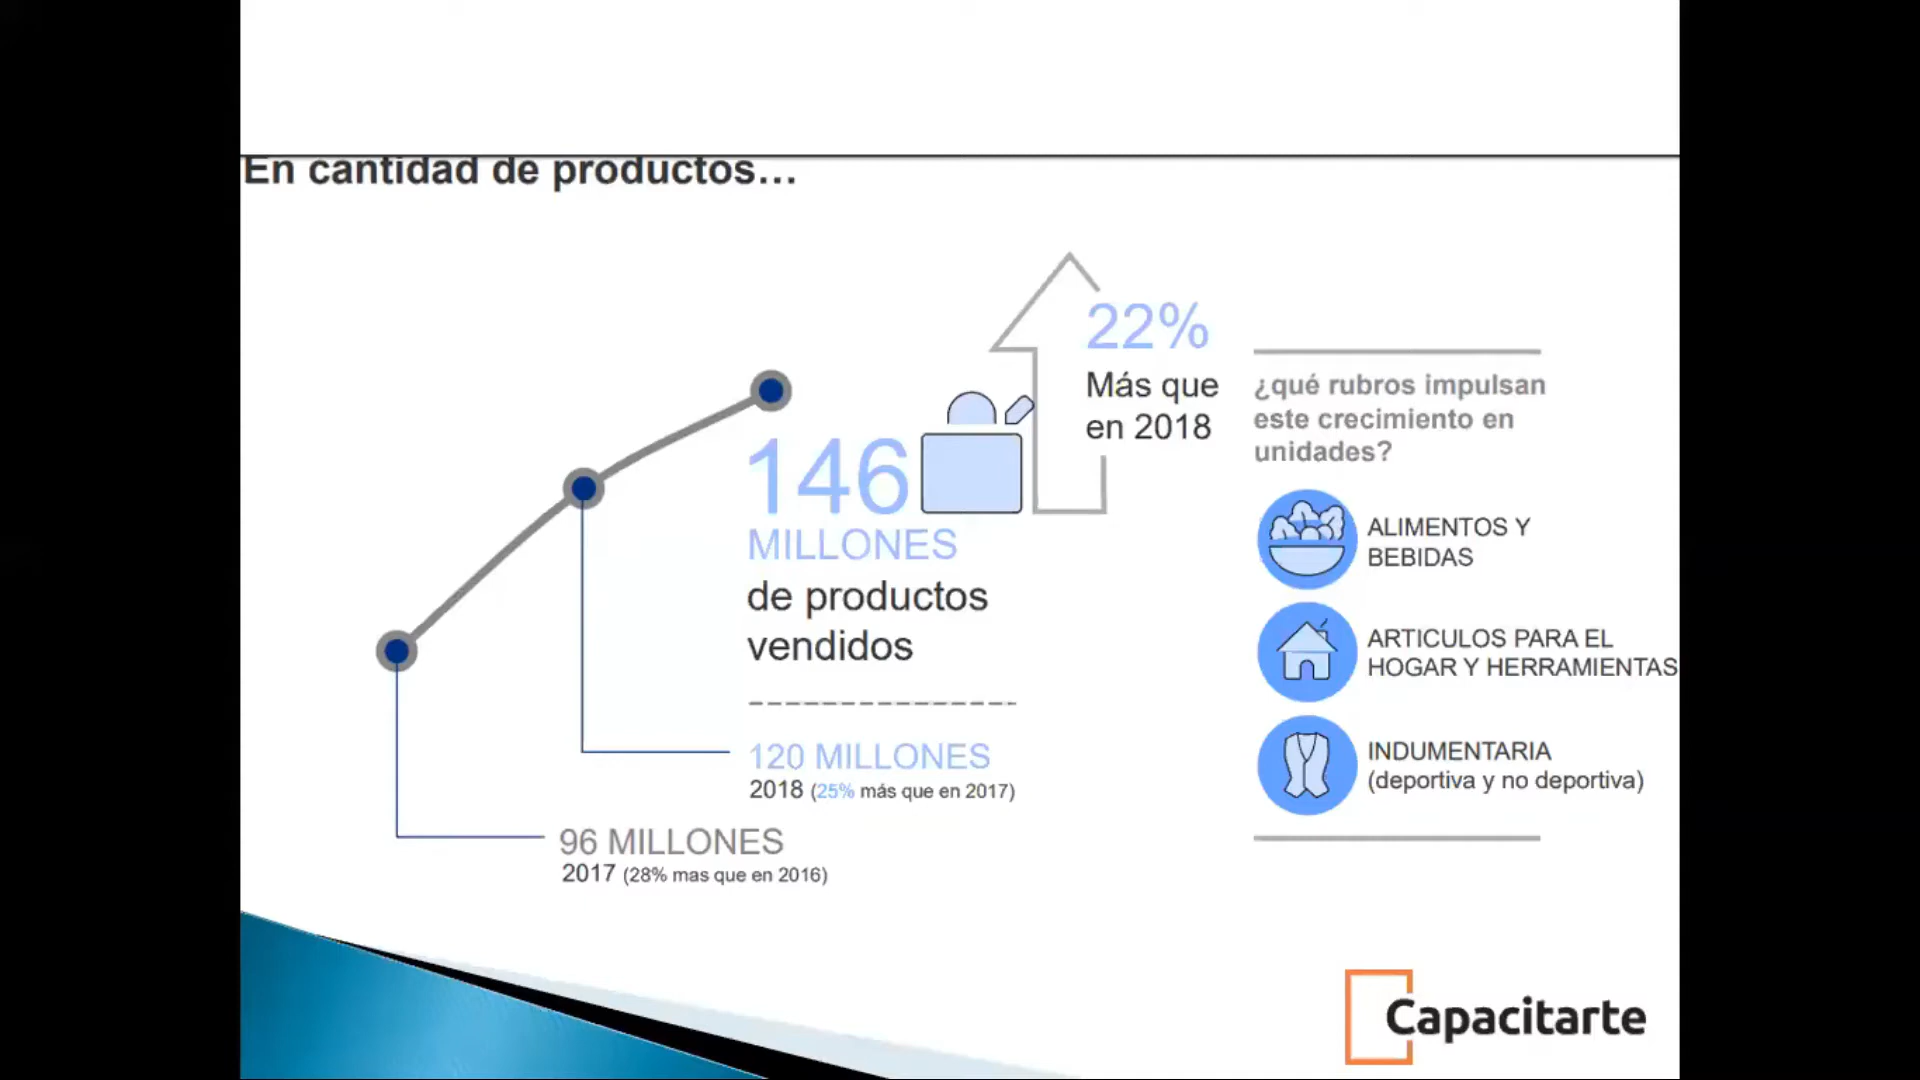 En cantidad de productos...
22%
Más que
en 2018
146
MILLONES
de productos
vendidos
120 MILLONES
2018 (25% más que en 2017)
96 MILLONES
2017 (28% mas que en 2016)
¿qué rubros impulsan
este crecimiento en
unidades?
ALIMENTOS Y
BEBIDAS
ARTICULOS PARA EL
HOGAR Y HERRAMIENTAS
INDUMENTARIA
(deportiva y no deportiva)
Capacitarte